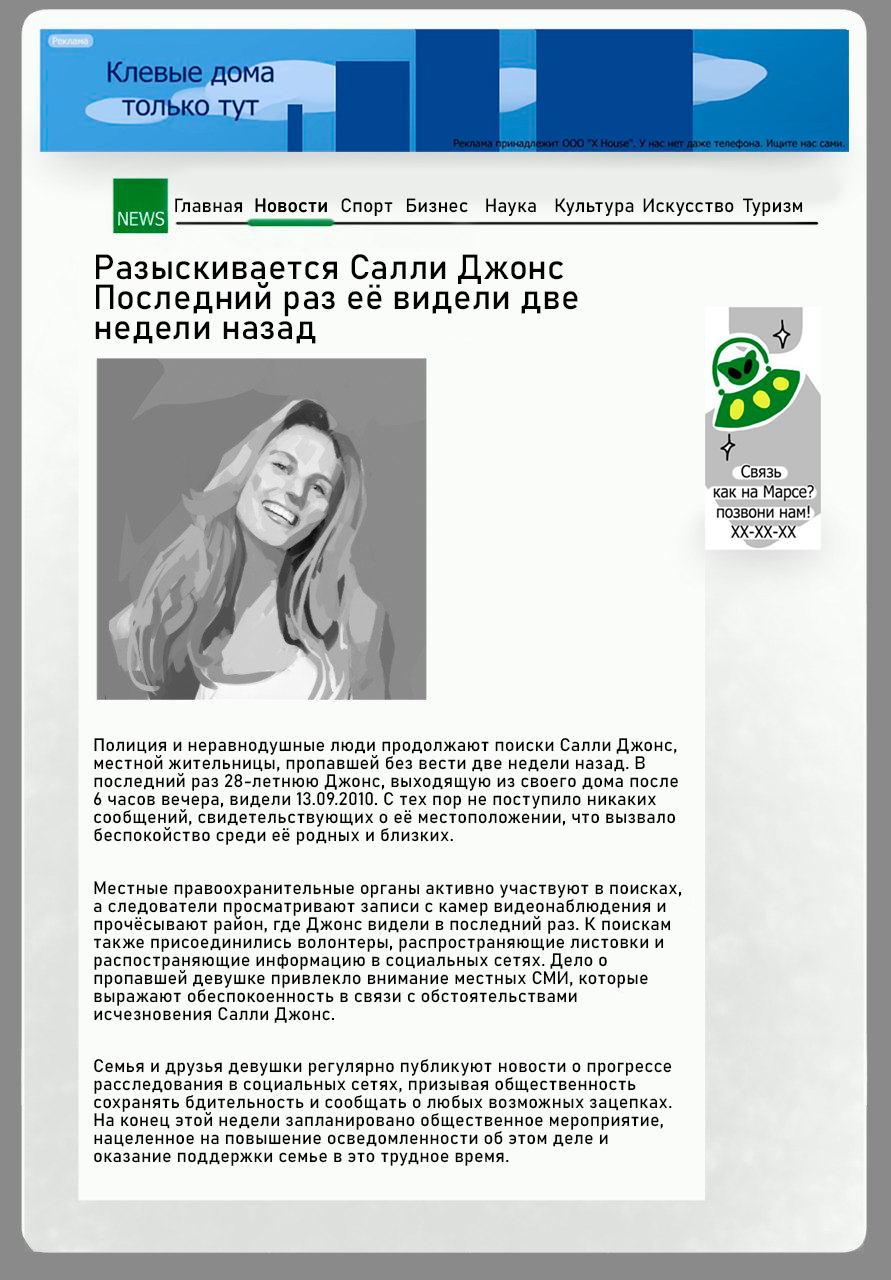 Реклама
Клевые дома
только тут
Реклама принадлежит ООО "X House". У нас нет даже телефона. Ищите нас сами.
NEWS
Главная Новости Спорт Бизнес Наука Культура Искусство Туризм
Разыскивается Салли Джонс
Последний раз её видели две
недели назад
Связь
как на Марсе?
позвони нам!
XX-XX-XX
Полиция и неравнодушные люди продолжают поиски Салли Джонс,
местной жительницы, пропавшей без вести две недели назад. В
последний раз 28-летнюю Джонс, выходящую из своего дома после
6 часов вечера, видели 13.09.2010. С тех пор не поступило никаких
сообщений, свидетельствующих о её местоположении, что вызвало
беспокойство среди её родных и близких.
Местные правоохранительные органы активно участвуют в поисках,
а следователи просматривают записи с камер видеонаблюдения и
прочёсывают район, где Джонс видели в последний раз. К поискам
также присоединились волонтеры, распространяющие листовки и
распостраняющие информацию в социальных сетях. Дело о
пропавшей девушке привлекло внимание местных СМИ, которые
выражают обеспокоенность в связи с обстоятельствами
исчезновения Салли Джонс.
Семья и друзья девушки регулярно публикуют новости о прогрессе
расследования в социальных сетях, призывая общественность
сохранять бдительность и сообщать о любых возможных зацепках.
На конец этой недели запланировано общественное мероприятие,
нацеленное на повышение осведомленности об этом деле и
оказание поддержки семье в это трудное время.